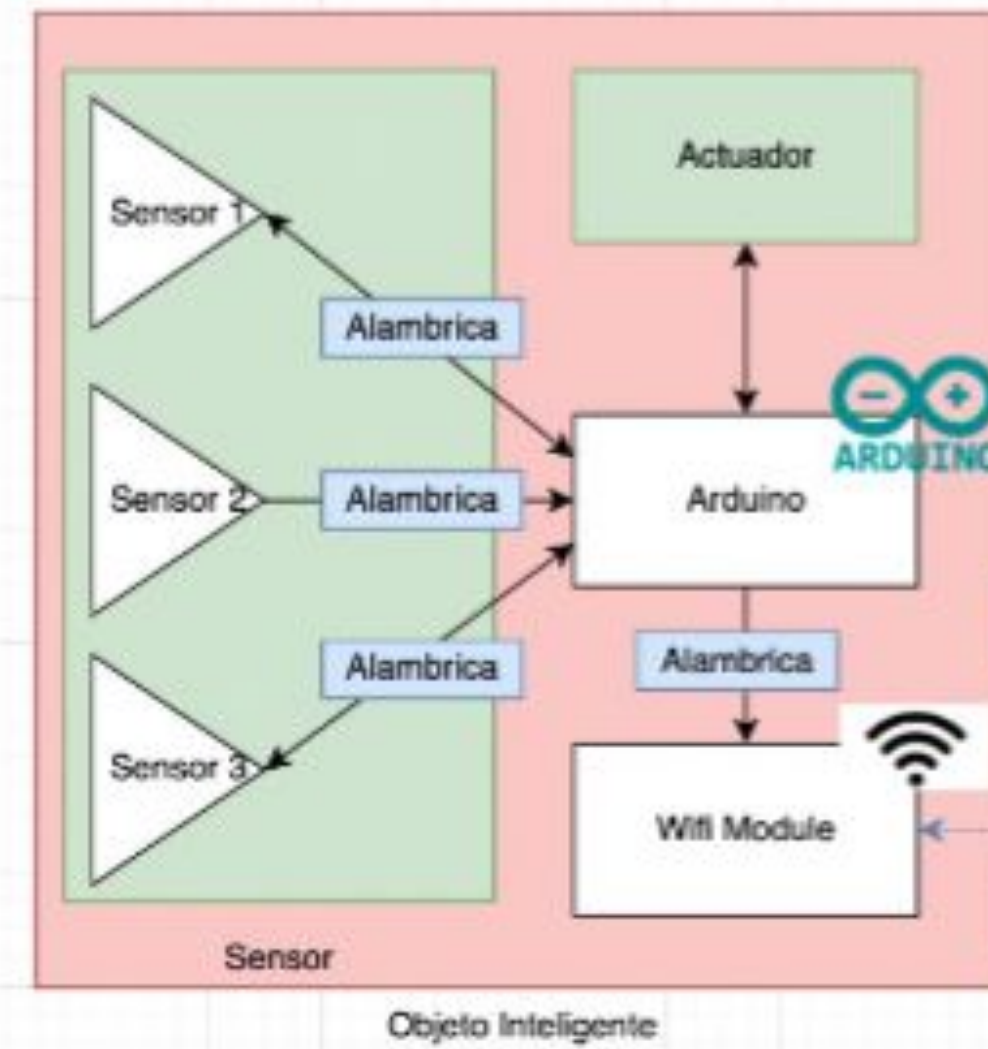 Sensor 1
Alambrica
Sensor 2
Alambrica
Sensor 3
Alambrica
Sensor
Actuador
ARDUINO
Arduino
Alambrica
Wifi Module
Objeto Inteligente